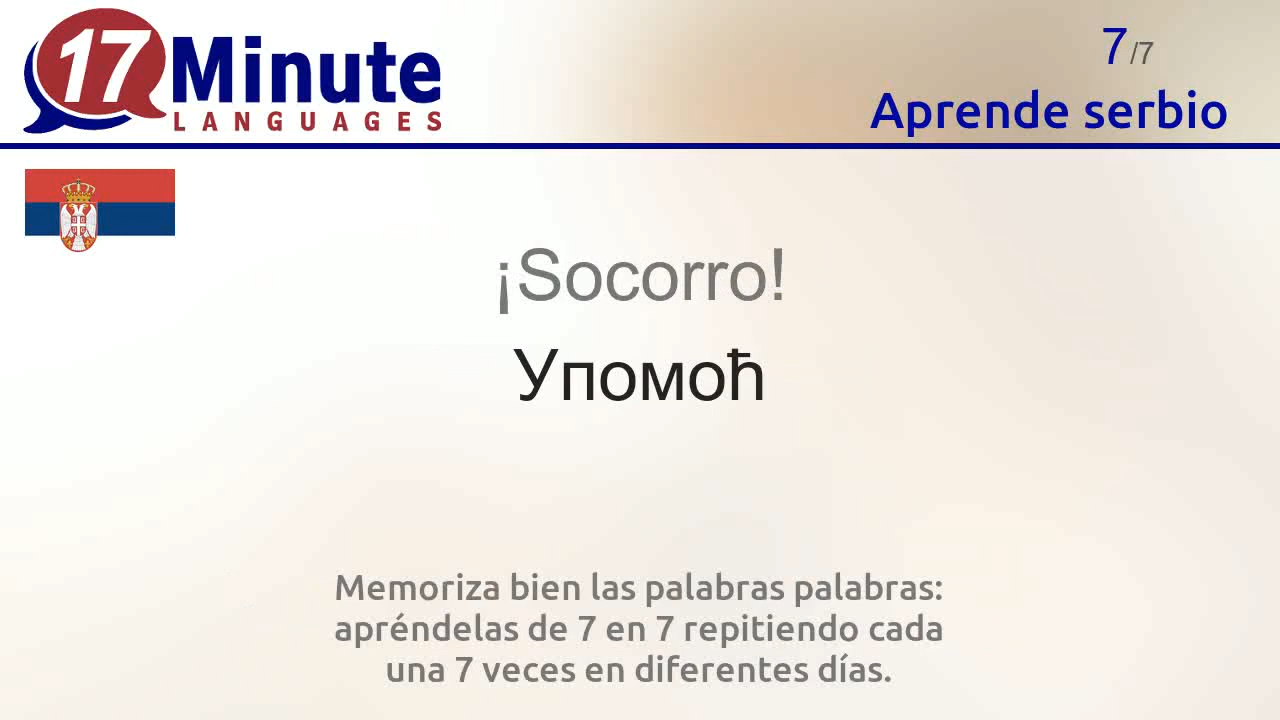 17 Minute
LANGUAGES
7/7
Aprende serbio
¡Socorro!
Упомоћ
Memoriza bien las palabras palabras:
apréndelas de 7 en 7 repitiendo cada
una 7 veces en diferentes días.